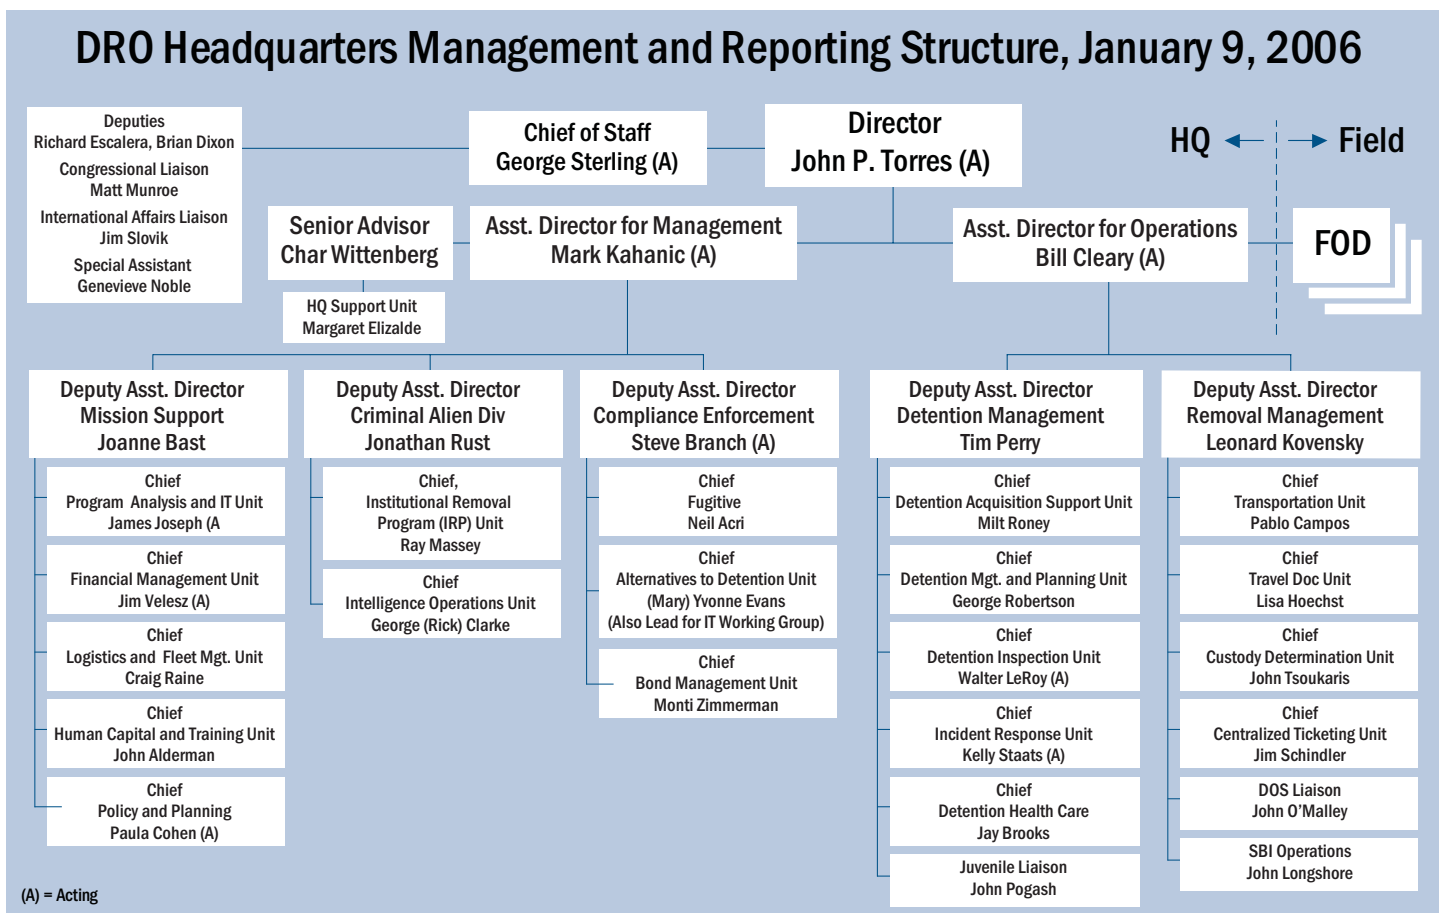 DRO Headquarters Management and Reporting Structure, January 9, 2006
Deputies
Richard Escalera, Brian Dixon
Congressional Liaison
Matt Munroe
International Affairs Liaison
Jim Slovik
Special Assistant
Genevieve Noble
Chief of Staff
George Sterling (A)
Director
John P. Torres (A)
HQ
Field
Senior Advisor
Char Wittenberg
HQ Support Unit
Margaret Elizalde
Asst. Director for Management
Mark Kahanic (A)
Asst. Director for Operations
Bill Cleary (A)
FOD
Deputy Asst. Director
Mission Support
Joanne Bast
Chief
Program Analysis and IT Unit
James Joseph (A
Chief
Financial Management Unit
Jim Velesz (A)
Chief
Logistics and Fleet Mgt. Unit
Craig Raine
Chief
Human Capital and Training Unit
John Alderman
Chief
Policy and Planning
Paula Cohen (A)
Deputy Asst. Director
Criminal Alien Div
Jonathan Rust
Chief,
Institutional Removal
Program (IRP) Unit
Ray Massey
Chief
Intelligence Operations Unit
George (Rick) Clarke
Deputy Asst. Director
Compliance Enforcement
Steve Branch (A)
Chief
Fugitive
Neil Acri
Chief
Alternatives to Detention Unit
(Mary) Yvonne Evans
(Also Lead for IT Working Group)
Chief
Bond Management Unit
Monti Zimmerman
Deputy Asst. Director
Detention Management
Tim Perry
Chief
Detention Acquisition Support Unit
Milt Roney
Chief
Detention Mgt. and Planning Unit
George Robertson
Chief
Detention Inspection Unit
Walter LeRoy (A)
Chief
Incident Response Unit
Kelly Staats (A)
Chief
Detention Health Care
Jay Brooks
Juvenile Liaison
John Pogash
Deputy Asst. Director
Removal Management
Leonard Kovensky
Chief
Transportation Unit
Pablo Campos
Chief
Travel Doc Unit
Lisa Hoechst
Chief
Custody Determination Unit
John Tsoukaris
Chief
Centralized Ticketing Unit
Jim Schindler
DOS Liaison
John O’Malley
SBI Operations
John Longshore
(A) = Acting